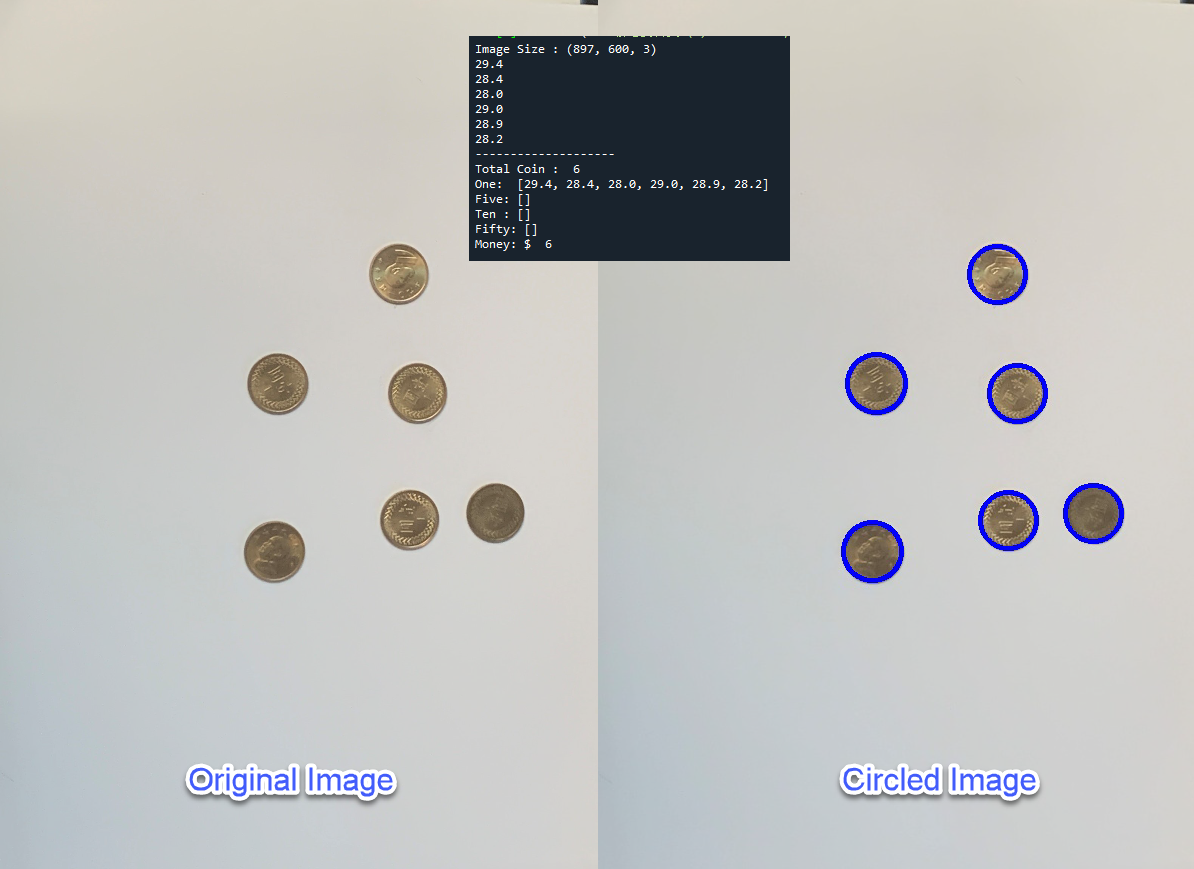 Image Size : (897, 600, 3)
29.4
28.4
28.0
29.0
28.9
28.2
--------------------
Total Coin :  6
One:  [29.4, 28.4, 28.0, 29.0, 28.9, 28.2]
Five: []
Ten : []
Fifty: []
Money: $  6
Original Image
Circled Image